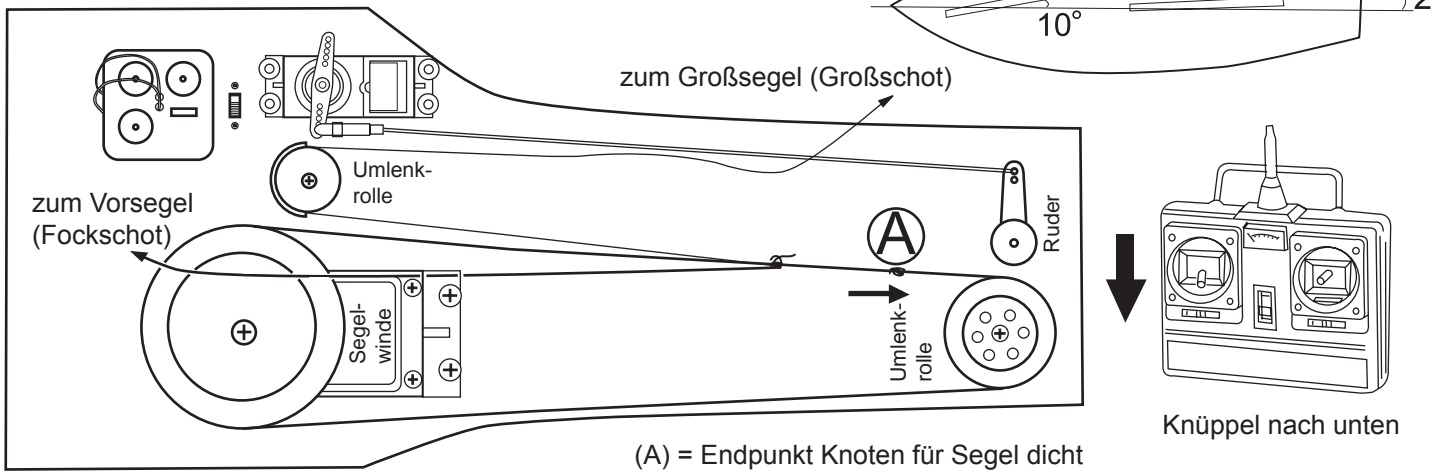 10°
2
zum Großsegel (Großschot)
Umlenk-
rolle
zum Vorsegel
(Fockschot)
A
Ruder
Segel-
winde
Umlenk-
rolle
Knüppel nach unten
(A) = Endpunkt Knoten für Segel dicht